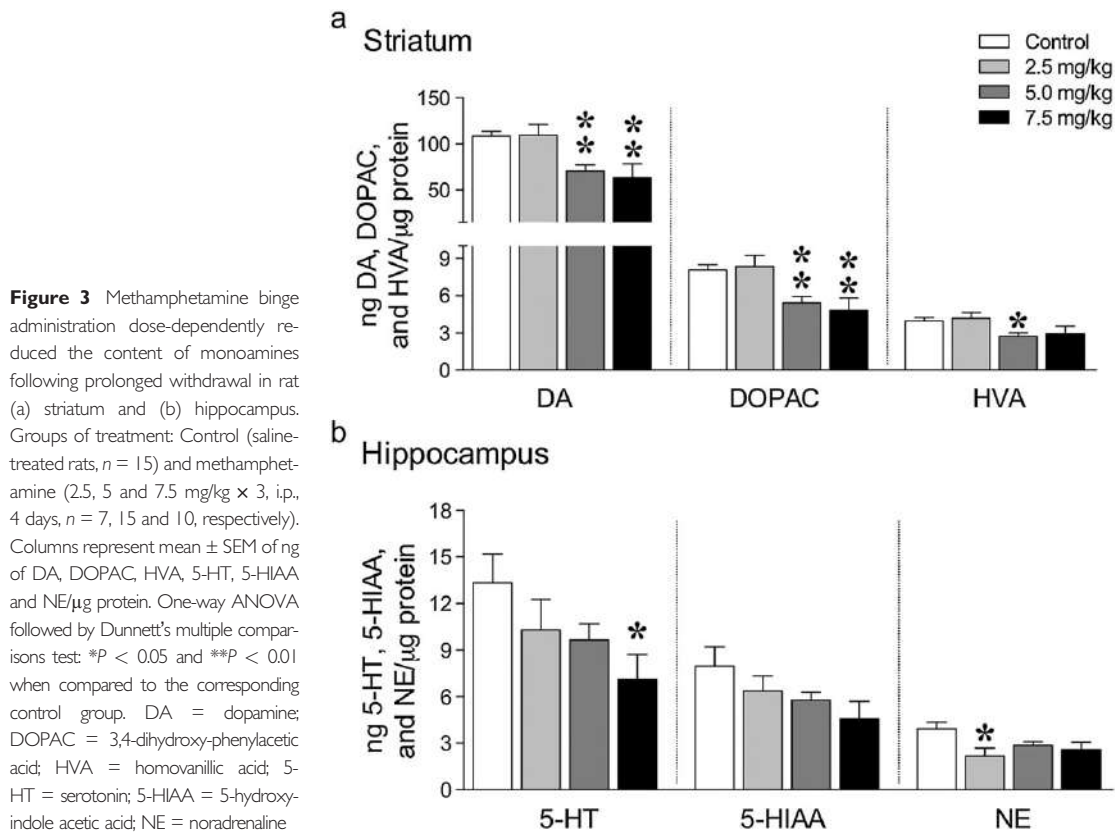 Figure 3 Methamphetamine binge
administration dose-dependently re-
duced the content of monoamines
following prolonged withdrawal in rat
(a) striatum and (b) hippocampus.
Groups of treatment: Control (saline-
treated rats, n = 15) and methamphet-
amine (2.5, 5 and 7.5 mg/kg × 3, i.p.,
4 days, n = 7, 15 and 10, respectively).
Columns represent mean ± SEM of ng
of DA, DOPAC, HVA, 5-HT, 5-HIAA
and NE/μg protein. One-way ANOVA
followed by Dunnett's multiple compar-
isons test: *P < 0.05 and **P < 0.01
when compared to the corresponding
control group. DA = dopamine;
DOPAC = 3,4-dihydroxy-phenylacetic
acid; HVA = homovanillic acid; 5-
HT = serotonin; 5-HIAA = 5-hydroxy-
indole acetic acid; NE = noradrenaline
a
Striatum
Control
2.5 mg/kg
5.0 mg/kg
7.5 mg/kg
ng DA, DOPAC,
and HVA/μg protein
150
100
50
9
6
3
0
*
*
*
*
*
*
*
*
*
DA DOPAC HVA
b
Hippocampus
ng 5-HT, 5-HIAA,
and NE/μg protein
18
15
12
9
6
3
0
*
*
5-HT 5-HIAA NE